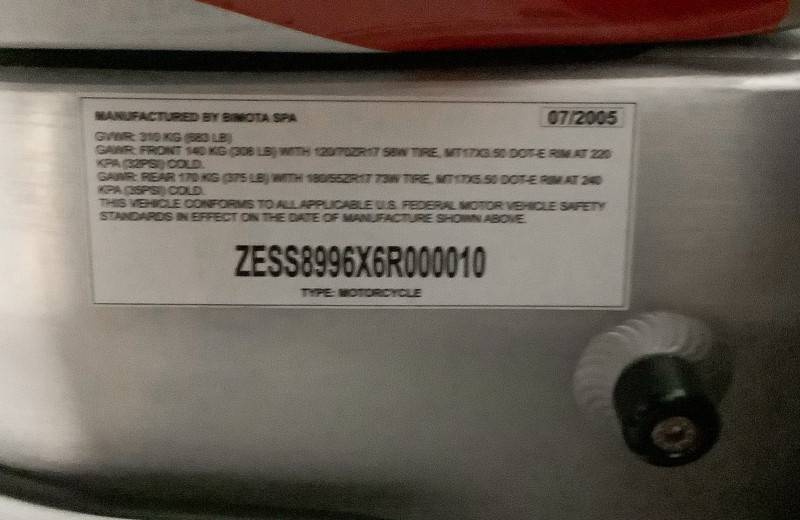 MANUFACTURED BY BIMOTA SPA
07/2005
GVWR: 310 KG (683 LB)
GAWR: FRONT 140 KG (308 LB) WITH 120/70ZR17 58W TIRE, MT17X3.50 DOT-E RIM AT 220
KPA (32PSI) COLD.
GAWR: REAR 170 KG (375 LB) WITH 180/55ZR17 73W TIRE, MT17X5.50 DOT-E RIM AT 240
KPA (35PSI) COLD.
THIS VEHICLE CONFORMS TO ALL APPLICABLE U.S. FEDERAL MOTOR VEHICLE SAFETY
STANDARDS IN EFFECT ON THE DATE OF MANUFACTURE SHOWN ABOVE.
ZESS8996X6R000010
TYPE: MOTORCYCLE